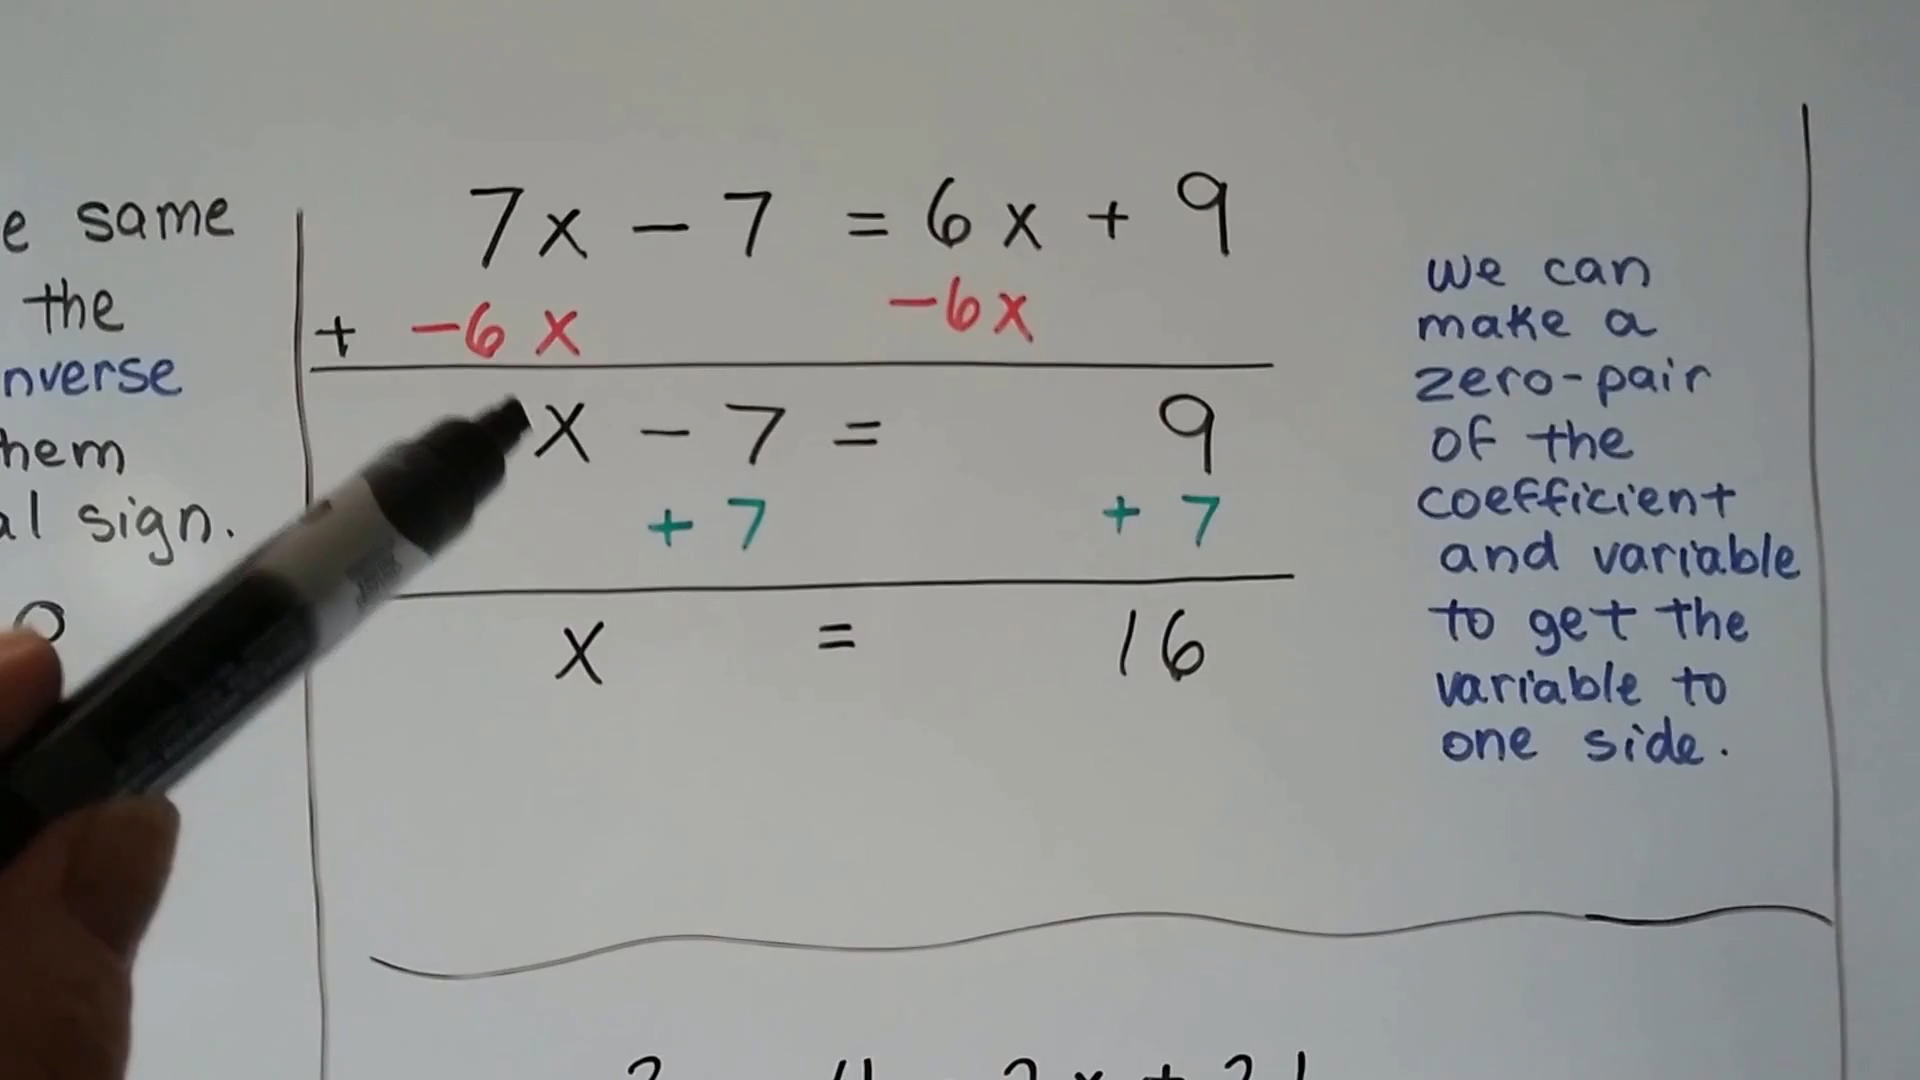 e same
the
nverse
hem
al sign.
7x - 7 = 6x + 9
+ -6x -6x
x - 7 = 9
+ 7 + 7
x = 16
we can
make a
zero-pair
of the
coefficient
and variable
to get the
variable to
one side.